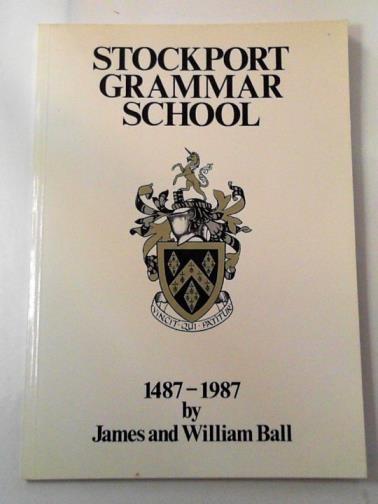 STOCKPORT
GRAMMAR
SCHOOL
VINCIT·QUI·PATITUR
1487-1987
by
James and William Ball